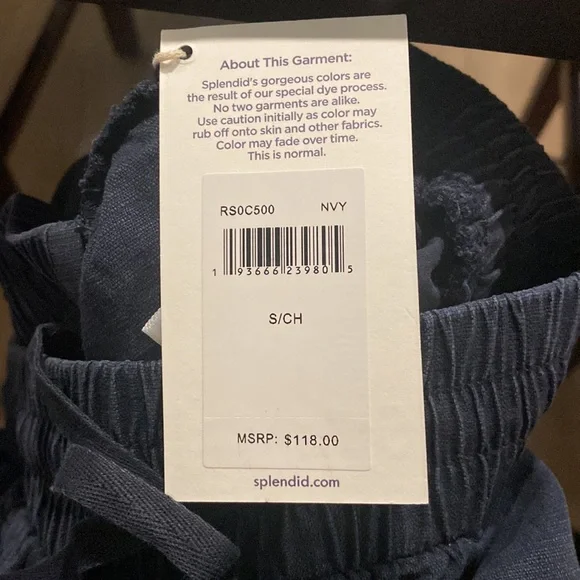 About This Garment:
Splendid's gorgeous colors are
the result of our special dye process.
No two garments are alike.
Use caution initially as color may
rub off onto skin and other fabrics.
Color may fade over time.
This is normal.
RS0C500 NVY
1 93666 23980 5
S/CH
MSRP: $118.00
splendid.com